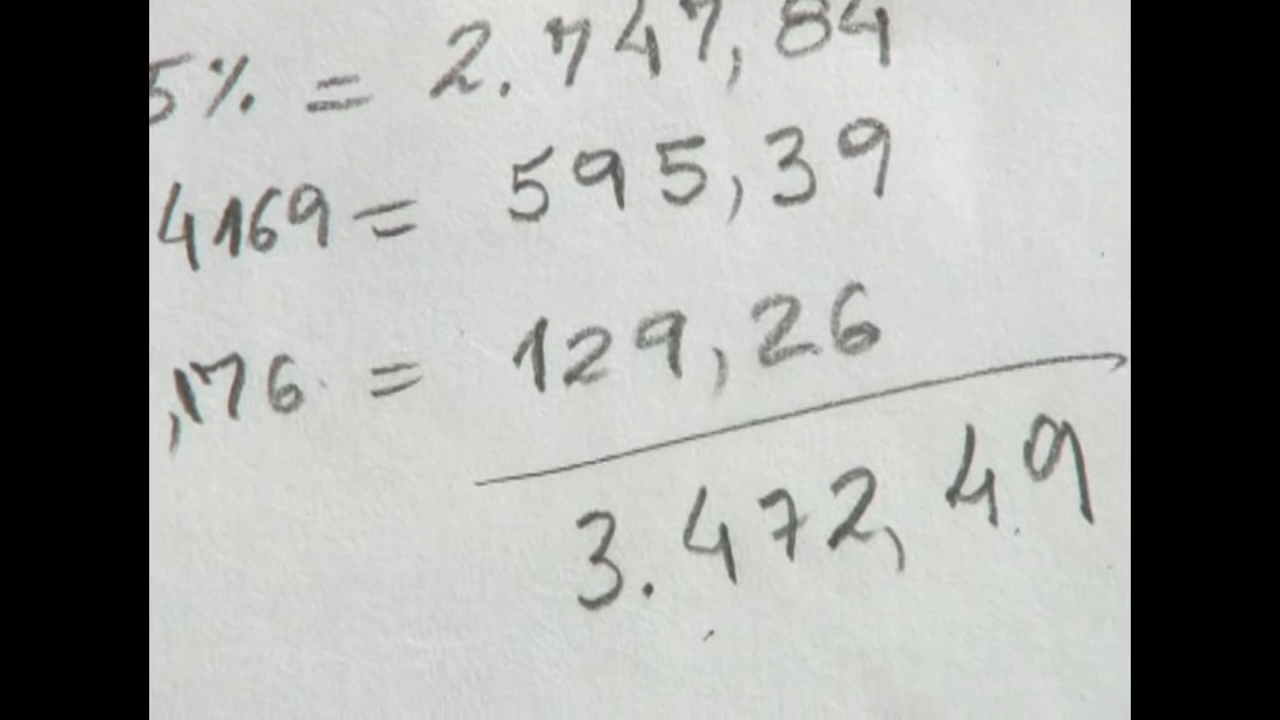 5% = 2.747,84
4169 = 595,39
,176 = 129,26
3.472,49